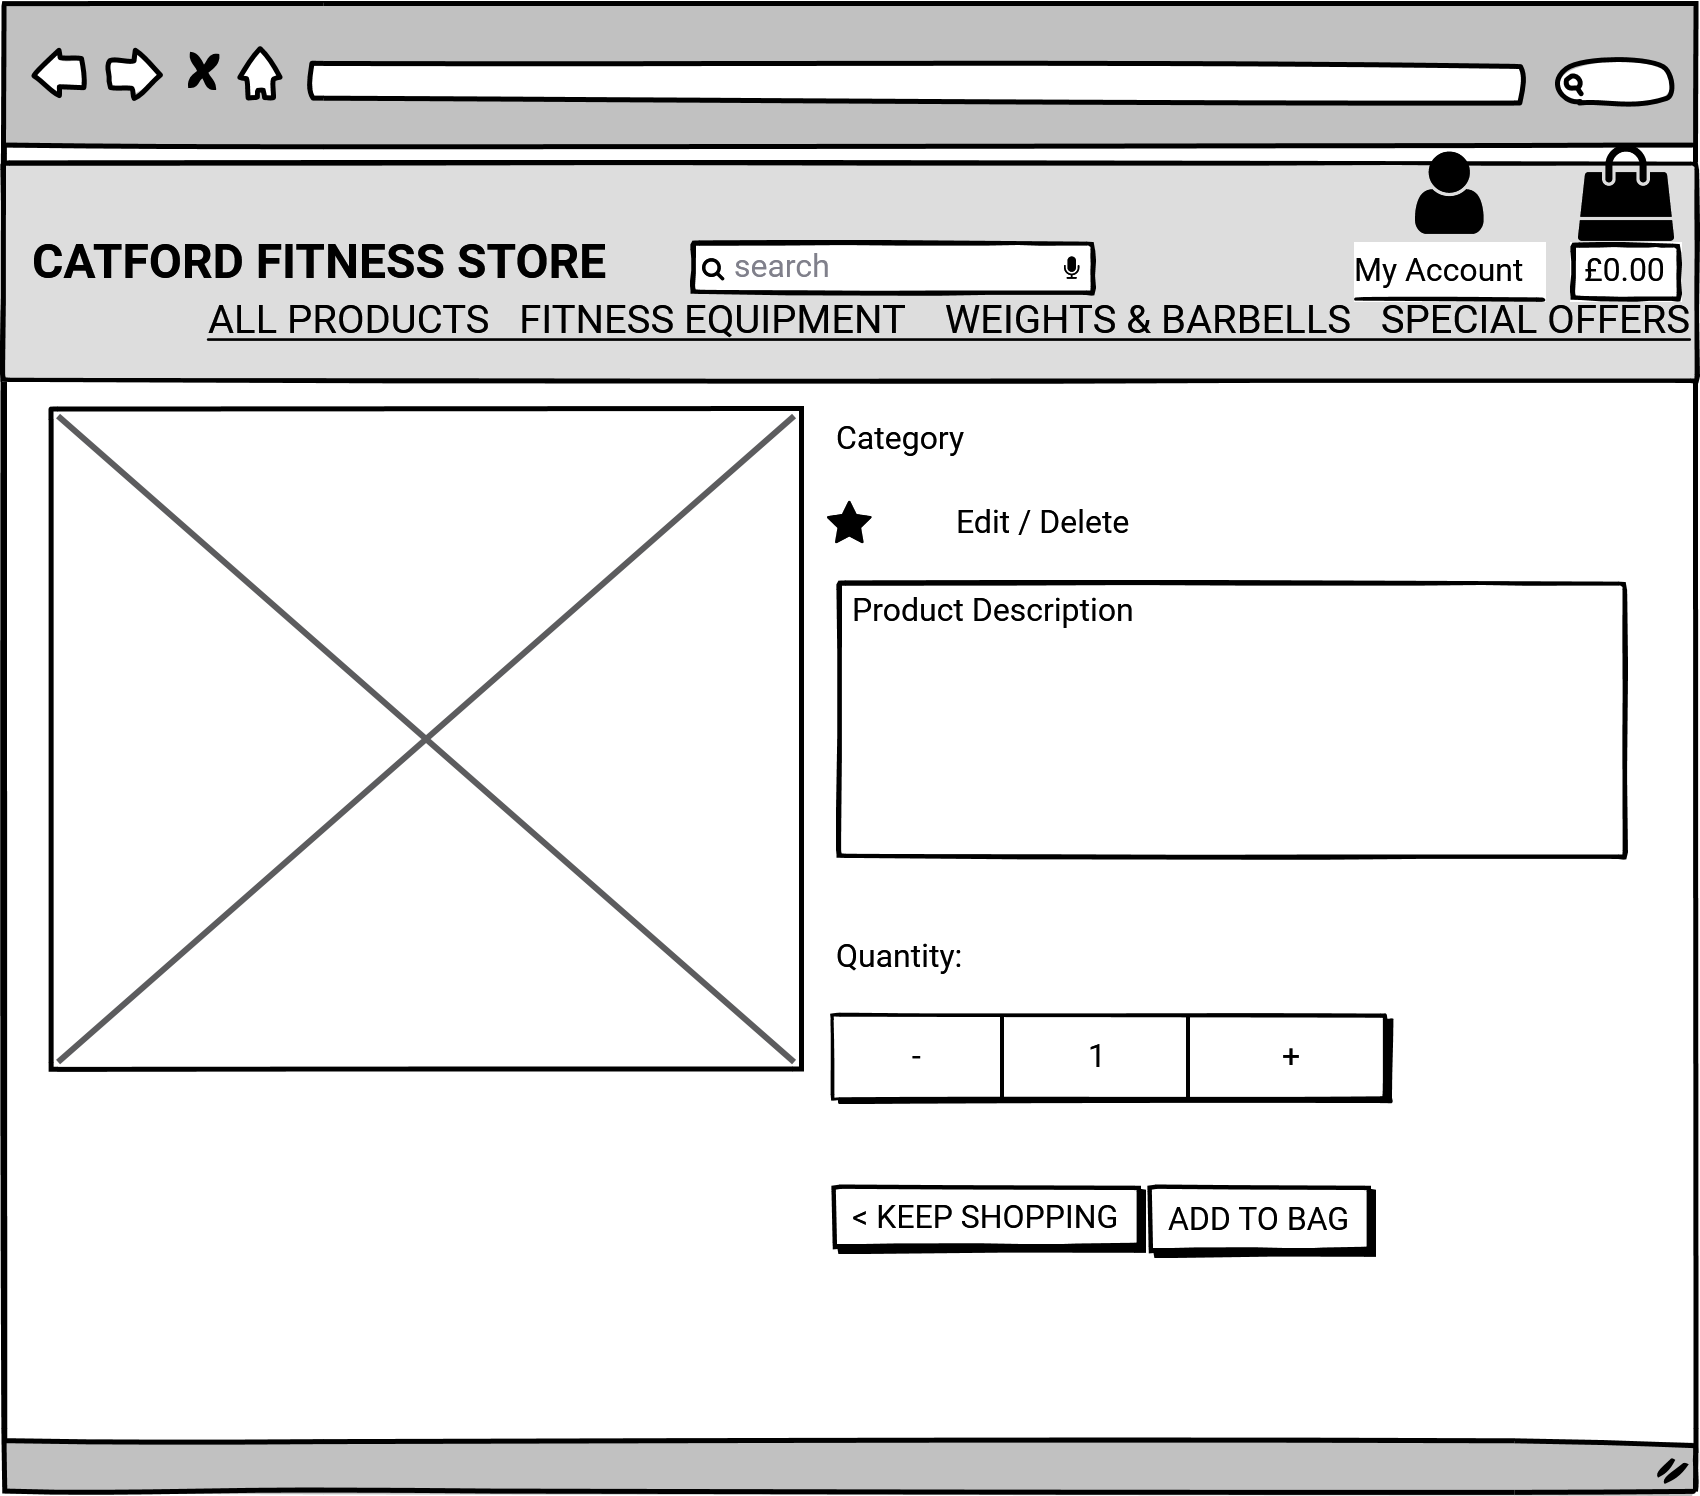 CATFORD FITNESS STORE
search
My Account
£0.00
ALL PRODUCTS FITNESS EQUIPMENT WEIGHTS & BARBELLS SPECIAL OFFERS
Category
Edit / Delete
Product Description
Quantity:
- 1 +
< KEEP SHOPPING
ADD TO BAG